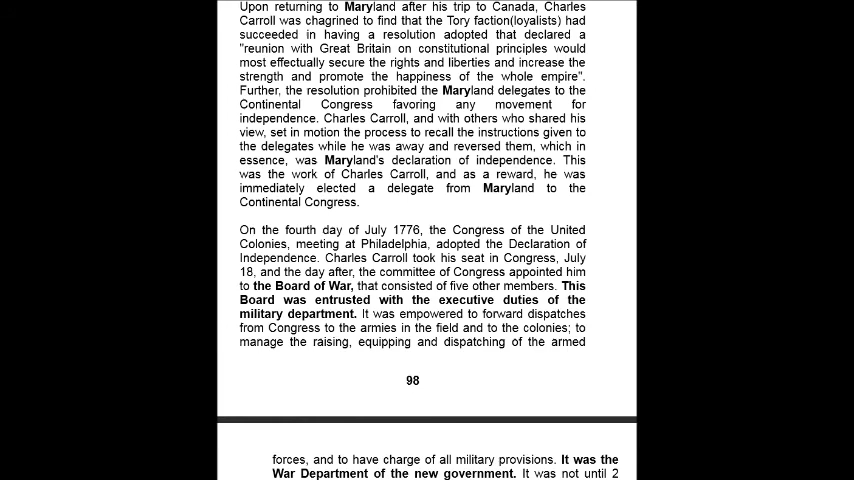 Upon returning to Maryland after his trip to Canada, Charles
Carroll was chagrined to find that the Tory faction(loyalists) had
succeeded in having a resolution adopted that declared a
"reunion with Great Britain on constitutional principles would
most effectually secure the rights and liberties and increase the
strength and promote the happiness of the whole empire".
Further, the resolution prohibited the Maryland delegates to the
Continental Congress favoring any movement for
independence. Charles Carroll, and with others who shared his
view, set in motion the process to recall the instructions given to
the delegates while he was away and reversed them, which in
essence, was Maryland's declaration of independence. This
was the work of Charles Carroll, and as a reward, he was
immediately elected a delegate from Maryland to the
Continental Congress.
On the fourth day of July 1776, the Congress of the United
Colonies, meeting at Philadelphia, adopted the Declaration of
Independence. Charles Carroll took his seat in Congress, July
18, and the day after, the committee of Congress appointed him
to the Board of War, that consisted of five other members. This
Board was entrusted with the executive duties of the
military department. It was empowered to forward dispatches
from Congress to the armies in the field and to the colonies; to
manage the raising, equipping and dispatching of the armed
98
forces, and to have charge of all military provisions. It was the
War Department of the new government. It was not until 2